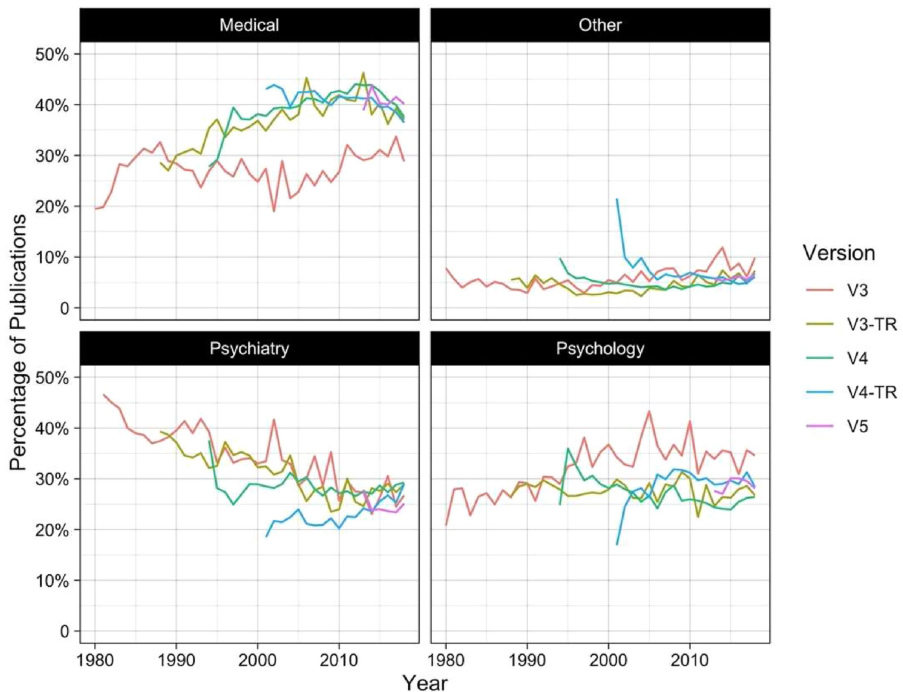 Medical
Other
50%
40%
30%
20%
10%
0
Percentage of Publications
Psychiatry
Psychology
50%
40%
30%
20%
10%
0
1980 1990 2000 2010
1980 1990 2000 2010
Year
Version
V3
V3-TR
V4
V4-TR
V5